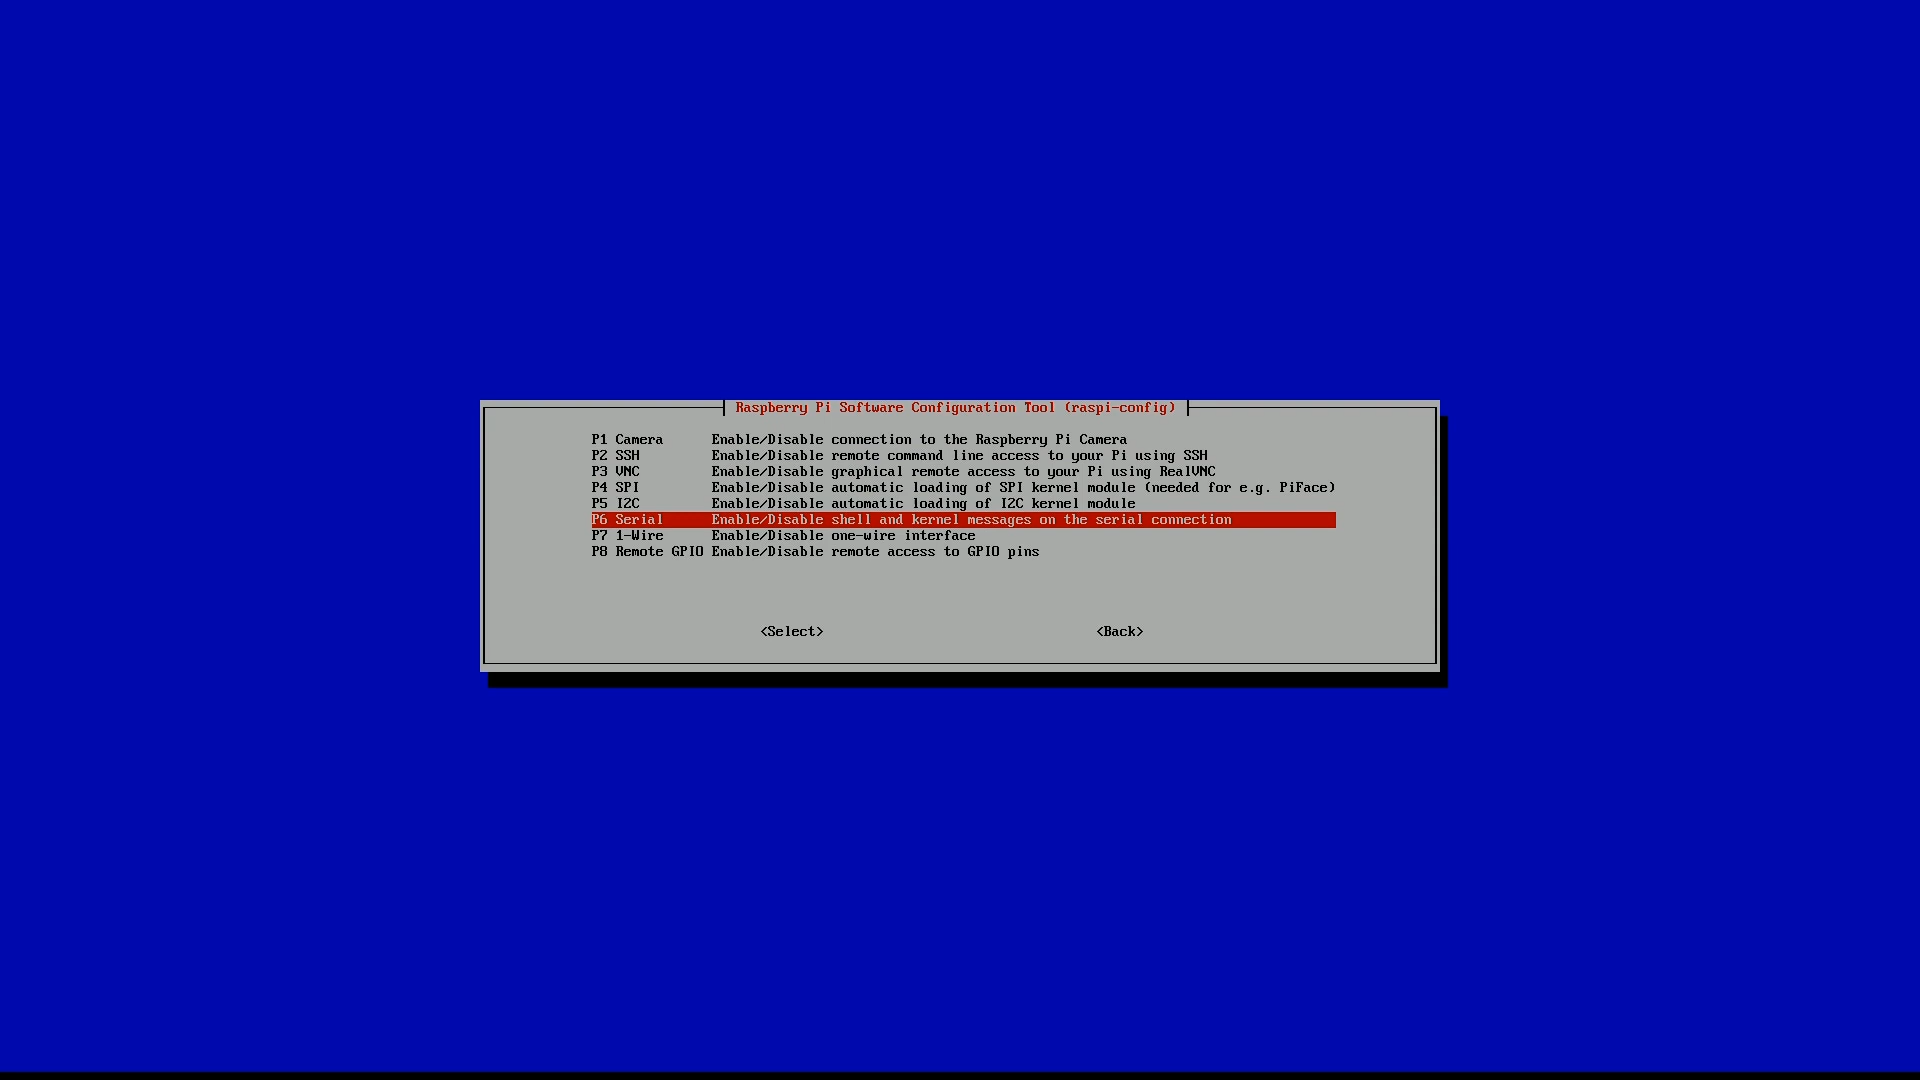 Raspberry Pi Software Configuration Tool (raspi-config)
P1 Camera Enable/Disable connection to the Raspberry Pi Camera
P2 SSH Enable/Disable remote command line access to your Pi using SSH
P3 VNC Enable/Disable graphical remote access to your Pi using RealVNC
P4 SPI Enable/Disable automatic loading of SPI kernel module (needed for e.g. PiFace)
P5 I2C Enable/Disable automatic loading of I2C kernel module
P6 Serial Enable/Disable shell and kernel messages on the serial connection
P7 1-Wire Enable/Disable one-wire interface
P8 Remote GPIO Enable/Disable remote access to GPIO pins
<Select> <Back>